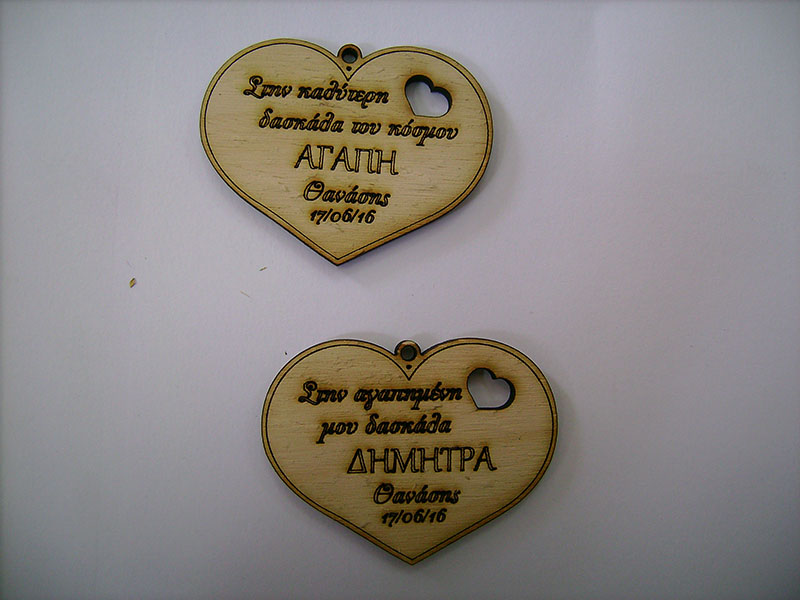 Στην καλύτερη
δασκάλα του κόσμου
ΑΓΑΠΗ
Θανάσης
17/06/16
Στην αγαπημένη
μου δασκάλα
ΔΗΜΗΤΡΑ
Θανάσης
17/06/16